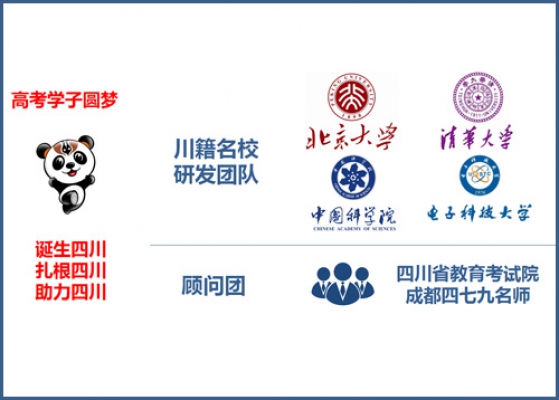 高考学子圆梦
诞生四川
扎根四川
助力四川
川籍名校
研发团队
北京大学
清华大学
中国科学院
CHINESE ACADEMY OF SCIENCES
电子科技大学
顾问团
四川省教育考试院
成都四七九名师